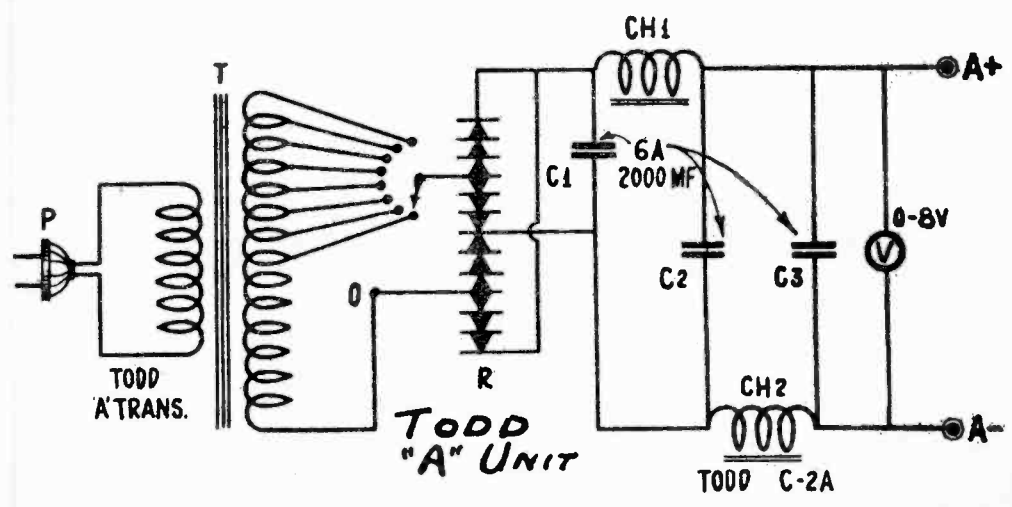 CH1
T
A+
6A
2000 MF
C1
P
0-8V
V
C2
C3
0
R
TODD
'A' TRANS.
CH2
TODD
"A" UNIT
A-
TODD C-2A